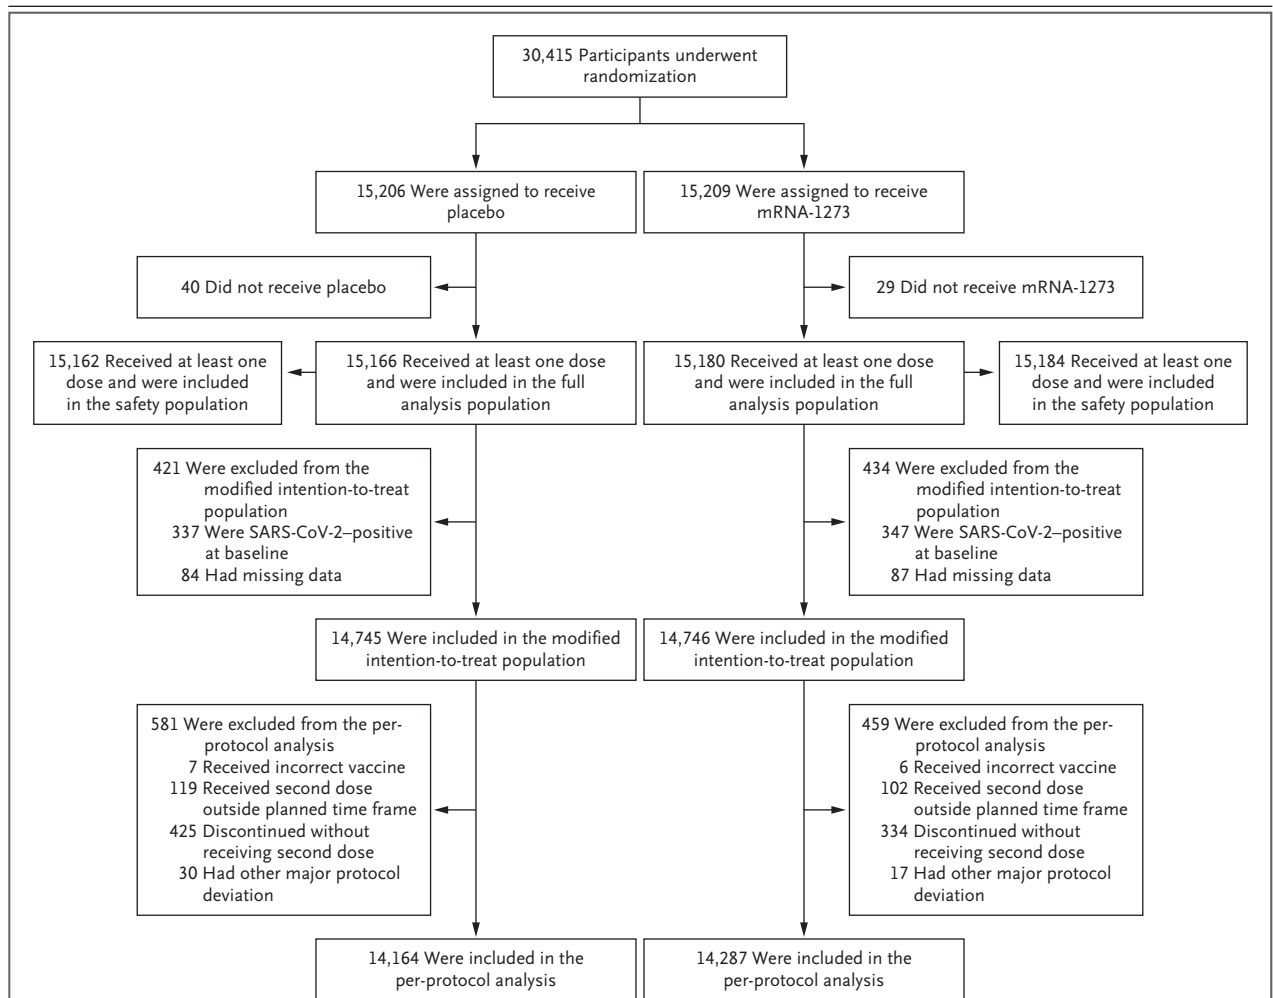 30,415 Participants underwent
randomization
15,206 Were assigned to receive
placebo
15,209 Were assigned to receive
mRNA-1273
40 Did not receive placebo
29 Did not receive mRNA-1273
15,162 Received at least one
dose and were included
in the safety population
15,166 Received at least one dose
and were included in the full
analysis population
15,180 Received at least one dose
and were included in the full
analysis population
15,184 Received at least one
dose and were included
in the safety population
421 Were excluded from the
modified intention-to-treat
population
337 Were SARS-CoV-2–positive
at baseline
84 Had missing data
434 Were excluded from the
modified intention-to-treat
population
347 Were SARS-CoV-2–positive
at baseline
87 Had missing data
14,745 Were included in the modified
intention-to-treat population
14,746 Were included in the modified
intention-to-treat population
581 Were excluded from the per-
protocol analysis
7 Received incorrect vaccine
119 Received second dose
outside planned time frame
425 Discontinued without
receiving second dose
30 Had other major protocol
deviation
459 Were excluded from the per-
protocol analysis
6 Received incorrect vaccine
102 Received second dose
outside planned time frame
334 Discontinued without
receiving second dose
17 Had other major protocol
deviation
14,164 Were included in the
per-protocol analysis
14,287 Were included in the
per-protocol analysis